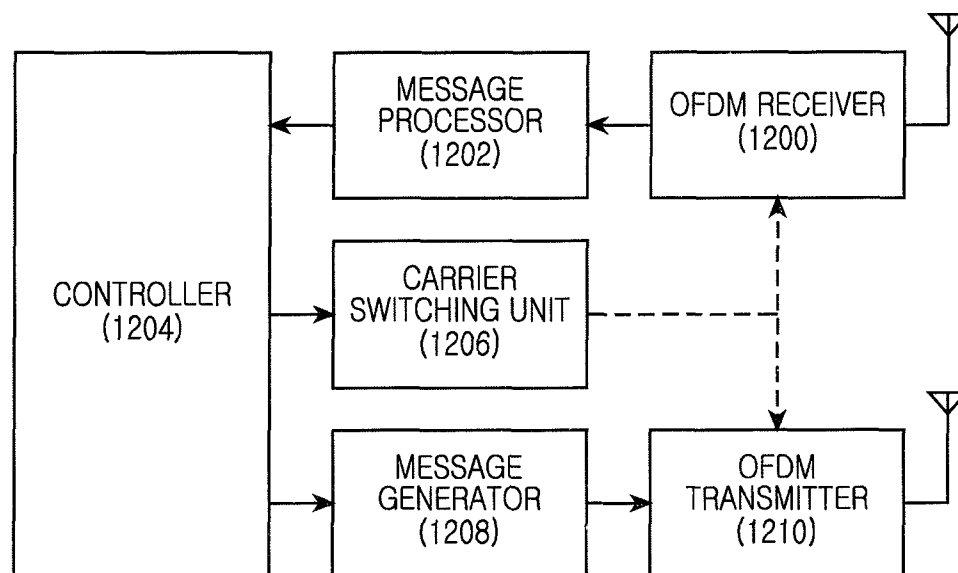 MESSAGE
PROCESSOR
(1202)
OFDM RECEIVER
(1200)
CONTROLLER
(1204)
CARRIER
SWITCHING UNIT
(1206)
MESSAGE
GENERATOR
(1208)
OFDM
TRANSMITTER
(1210)